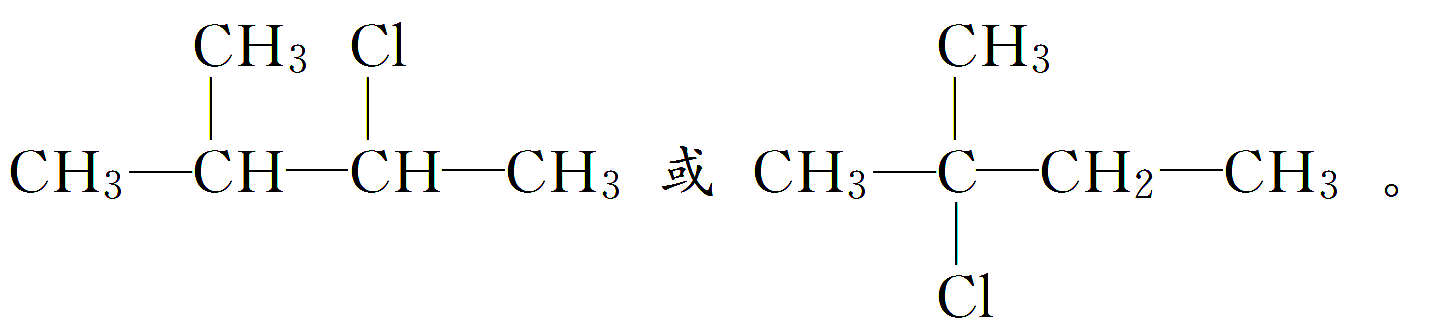 CH₃ Cl CH₃
CH₃—CH—CH—CH₃ 或 CH₃—C—CH₂—CH₃ 。
Cl